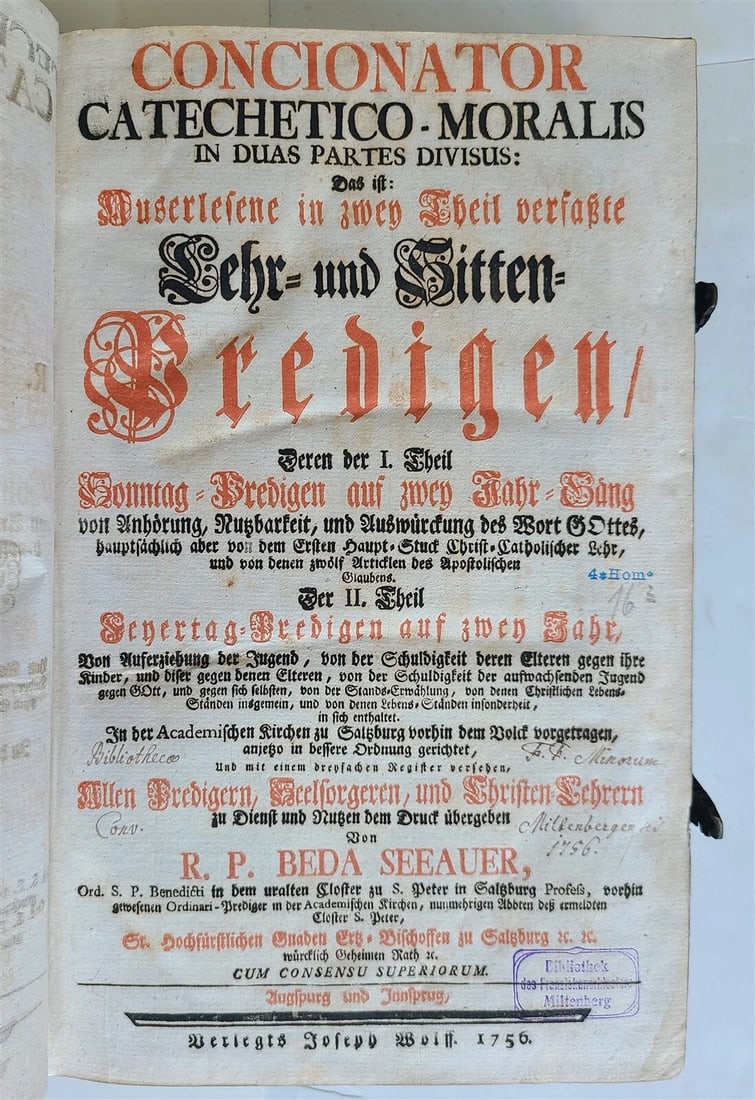 CONCIONATOR
CATECHETICO-MORALIS
IN DUAS PARTES DIVISUS:
Das ist:
Auserlesene in zwey Theil verfaßte
Lehr- und Sitten-
Predigen/
Deren der I. Theil
Sonntag-Predigen auf zwey Jahr-Gäng
von Anhörung, Nutzbarkeit, und Auswürckung des Wort GOttes,
hauptsächlich aber von dem Ersten Haupt-Stuck Christ-Catholischer Lehr,
und von denen zwölf Articklen des Apostolischen
Glaubens.
4° Hom.
16
Der II. Theil
Feyertag-Predigen auf zwey Jahr,
Von Auferziehung der Jugend, von der Schuldigkeit deren Elteren gegen ihre
Kinder, und diser gegen denen Elteren, von der Schuldigkeit der aufwachsenden Jugend
gegen GOtt, und gegen sich selbsten, von der Stands-Erwählung, von denen Christlichen Lebens-
Ständen insgemein, und von denen Lebens-Ständen insonderheit,
in sich enthaltet.
In der Academischen Kirchen zu Saltzburg vorhin dem Volck vorgetragen,
anjetzo in bessere Ordnung gerichtet,
Bibliothecæ F. F. Minorum
Und mit einem dreyfachen Register versehen,
Allen Predigern, Seelsorgeren, und Christen-Lehrern
zu Dienst und Nutzen dem Druck übergeben
Conv. Miltenbergensis
1756.
Von
R. P. BEDA SEEAUER,
Ord. S. P. Benedicti in dem uralten Closter zu S. Peter in Saltzburg Profess, vorhin
gewesenen Ordinari-Prediger in der Academischen Kirchen, nunmehrigen Abbten deß ermeldten
Closter S. Peter,
Sr. Hochfürstlichen Gnaden Ertz-Bischoffen zu Saltzburg ꝛc. ꝛc.
würcklich Geheimen Rath ꝛc.
CUM CONSENSU SUPERIORUM.
Bibliothek
des Franziskanerklosters
Miltenberg
Augspurg und Innsprug,
Verlegts Joseph Wolff. 1756.